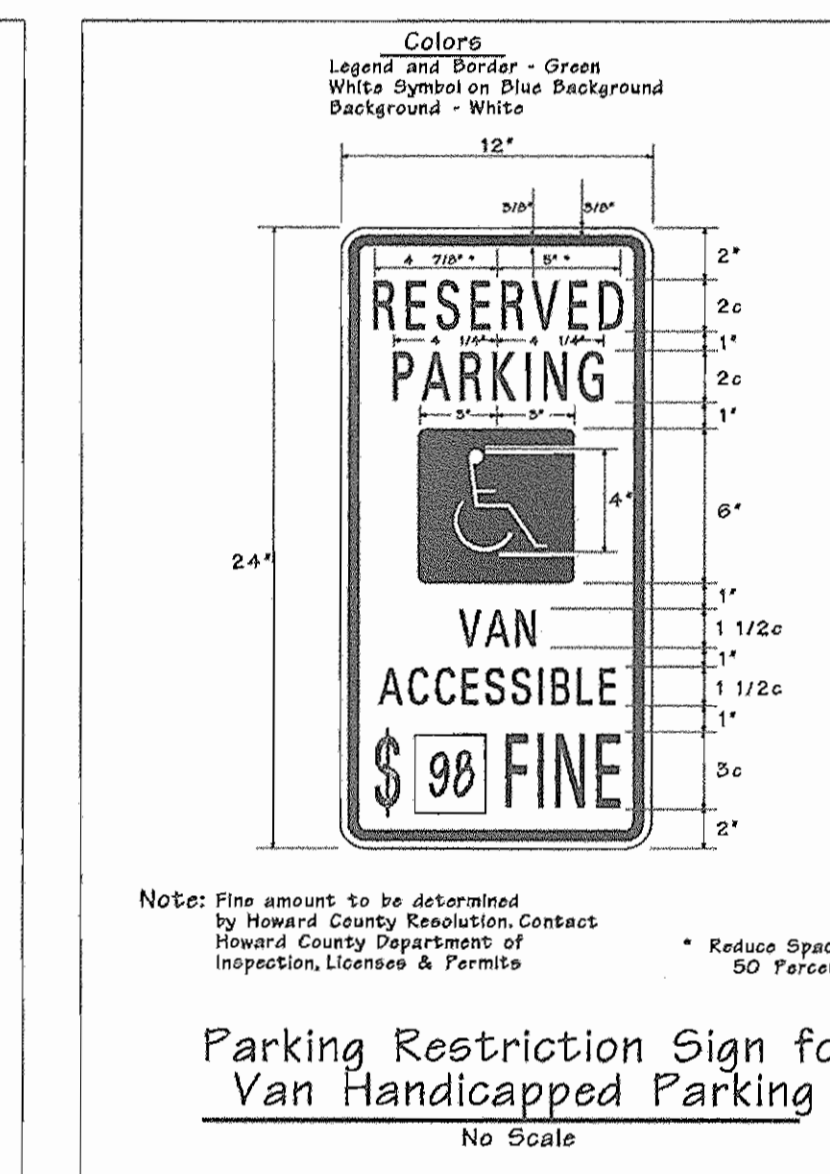 Colors
Legend and Border - Green
White Symbol on Blue Background
Background - White
12"
3/8" 3/8"
2"
4 7/8" * 5" *
RESERVED
2c
4 1/4" 4 1/4"
1"
PARKING
2c
3" 3"
1"
4"
6"
24"
1"
VAN
1 1/2c
1"
ACCESSIBLE
1 1/2c
1"
$ 98 FINE
3c
2"
Note: Fine amount to be determined
by Howard County Resolution. Contact
Howard County Department of
Inspection, Licenses & Permits
* Reduce Spac
50 Perce
Parking Restriction Sign fo
Van Handicapped Parking
No Scale